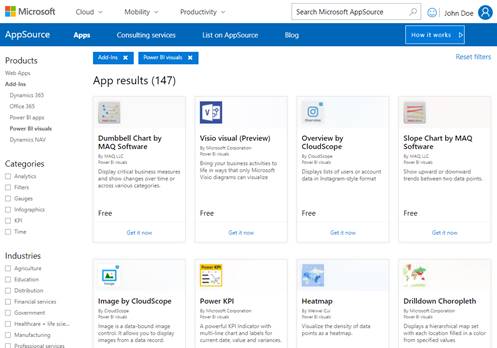 Microsoft
Cloud
Mobility
Productivity
Search Microsoft AppSource
John Doe
AppSource
Apps
Consulting services
List on AppSource
Blog
How it works
Products
Web Apps
Add-Ins
Dynamics 365
Office 365
Power BI apps
Power BI visuals
Dynamics NAV
Categories
Analytics
Filters
Gauges
Infographics
KPI
Time
Industries
Agriculture
Education
Distribution
Financial services
Government
Healthcare + life scie...
Manufacturing
Professional services
Add-Ins
Power BI visuals
Reset filters
App results (147)
Dumbbell Chart by
MAQ Software
By MAQ LLC
Power BI visuals
Display critical business measures
and show changes over time or
across various categories.
Free
Get it now
Visio visual (Preview)
By Microsoft Corporation
Power BI visuals
Bring your business activities to
life in ways that only Microsoft
Visio diagrams can visualize
Free
Get it now
Overview
Overview by
CloudScope
By CloudScope
Power BI visuals
Displays lists of users or account
data in Instagram-style format
Free
Get it now
Slope Chart by MAQ
Software
By MAQ LLC
Power BI visuals
Show upward or downward
trends between two data points.
Free
Get it now
Image
Image by CloudScope
By CloudScope
Power BI visuals
Image is a data-bound image
control. It allows you to display
images from a data record.
Power KPI
Power KPI
By Microsoft Corporation
Power BI visuals
A powerful KPI Indicator with
multi-line chart and labels for
current date, value and variances.
Heatmap
By Weiwei Cui
Power BI visuals
Visualize the density of data
points as a heatmap.
Drilldown Choropleth
By Microsoft Corporation
Power BI visuals
Displays a hierarchical map set
with each location filled in a color
from specified values.